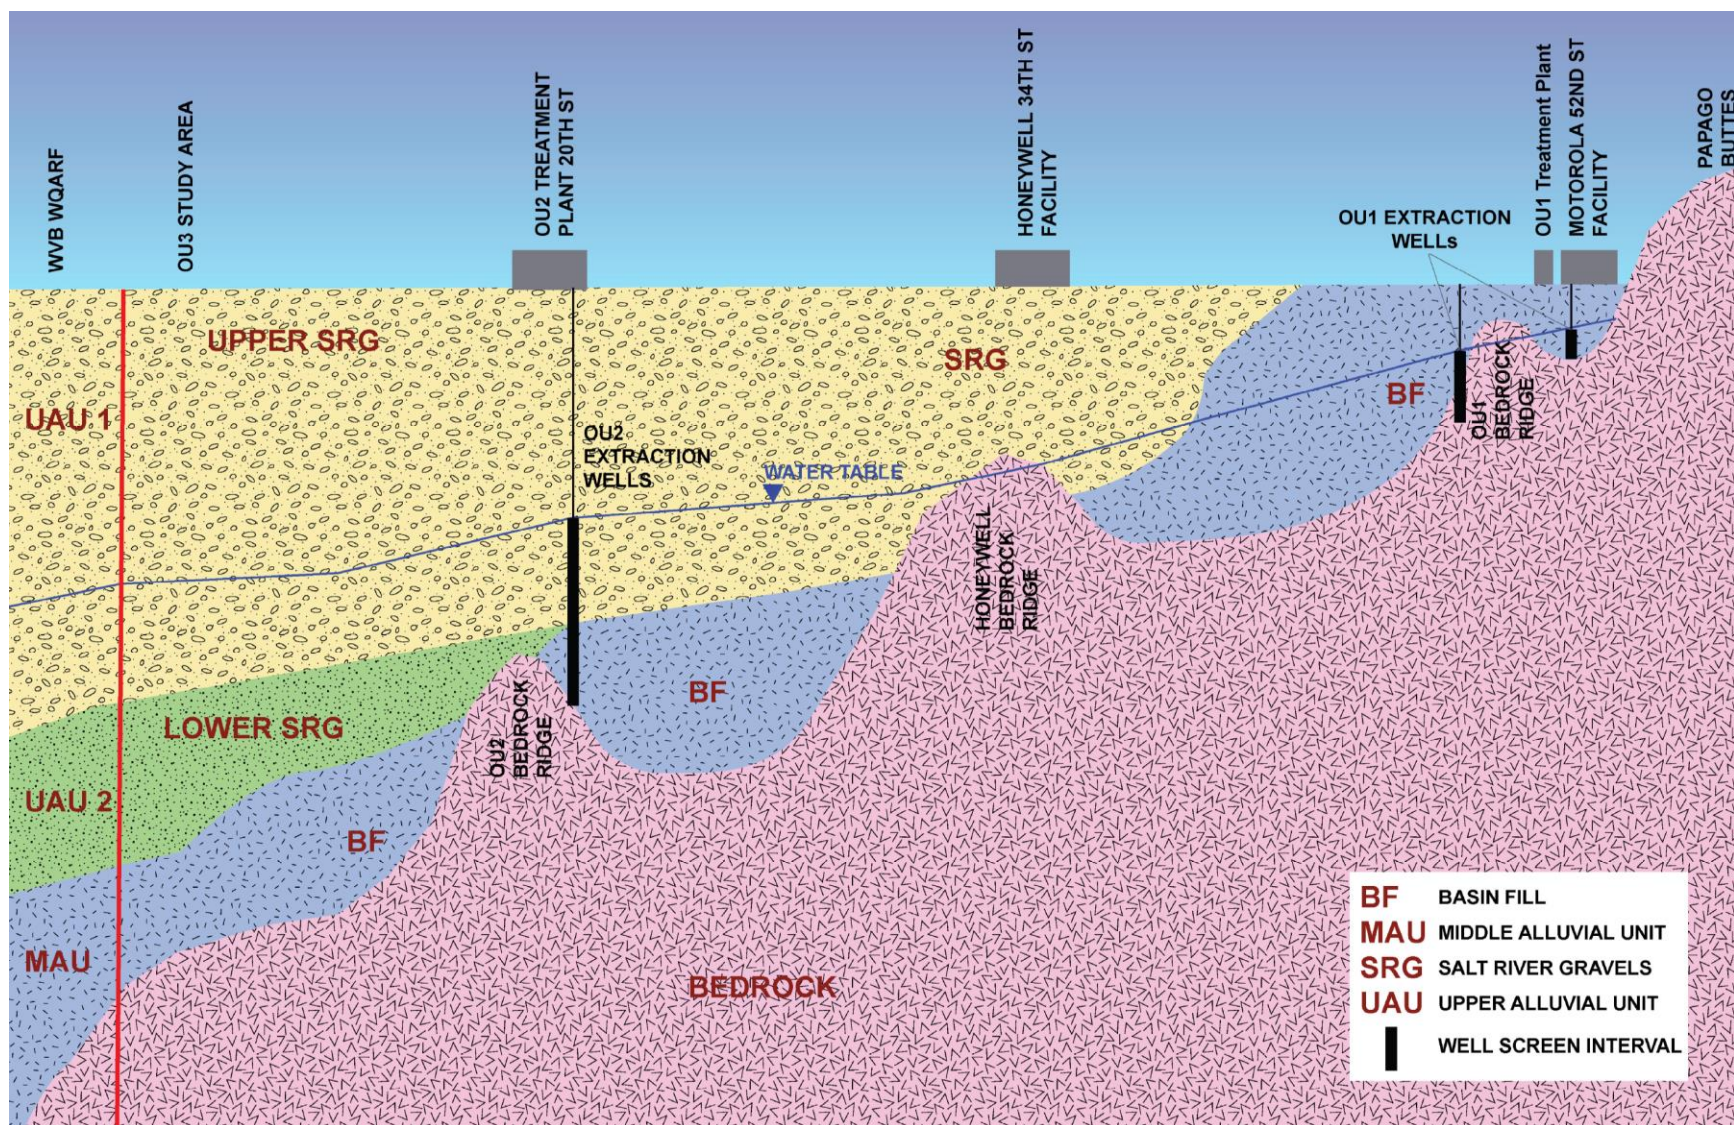 WVB WQARF
OU3 STUDY AREA
OU2 TREATMENT
PLANT 20TH ST
HONEYWELL 34TH ST
FACILITY
OU1 EXTRACTION
WELLs
OU1 Treatment Plant
MOTOROLA 52ND ST
FACILITY
PAPAGO
BUTTES
UPPER SRG
SRG
UAU 1
BF
OU1
BEDROCK
RIDGE
OU2
EXTRACTION
WELLS
WATER TABLE
HONEYWELL
BEDROCK
RIDGE
BF
LOWER SRG
OU2
BEDROCK
RIDGE
UAU 2
BF
MAU
BEDROCK
BF BASIN FILL
MAU MIDDLE ALLUVIAL UNIT
SRG SALT RIVER GRAVELS
UAU UPPER ALLUVIAL UNIT
WELL SCREEN INTERVAL